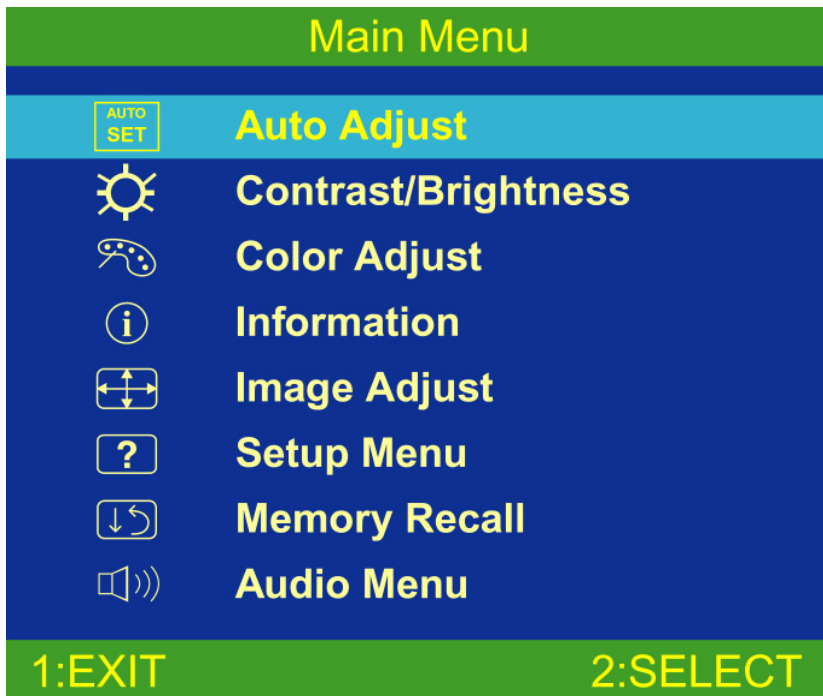 Main Menu
AUTO
SET
Auto Adjust
Contrast/Brightness
Color Adjust
i
Information
Image Adjust
?
Setup Menu
Memory Recall
Audio Menu
1:EXIT 2:SELECT